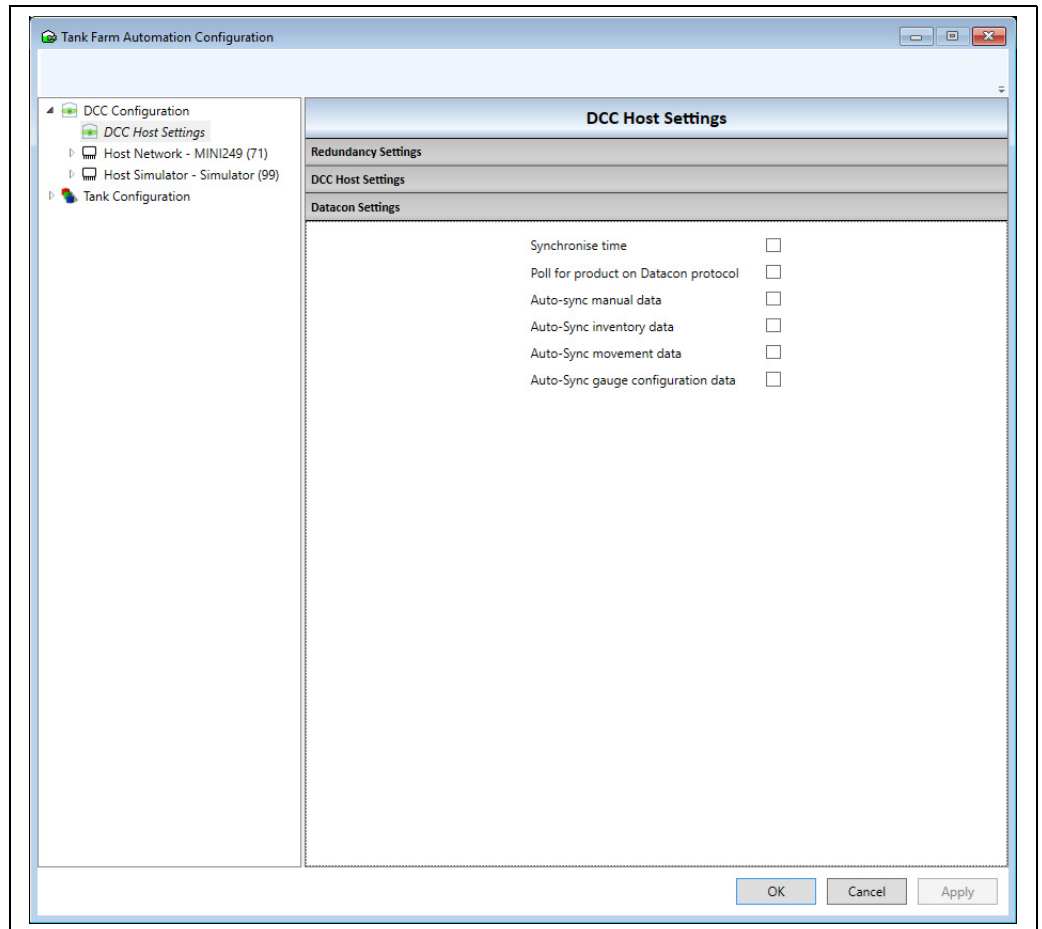 Tank Farm Automation Configuration
DCC Configuration
DCC Host Settings
Host Network - MINI249 (71)
Host Simulator - Simulator (99)
Tank Configuration
DCC Host Settings
Redundancy Settings
DCC Host Settings
Datacon Settings
Synchronise time
Poll for product on Datacon protocol
Auto-sync manual data
Auto-Sync inventory data
Auto-Sync movement data
Auto-Sync gauge configuration data
OK Cancel Apply